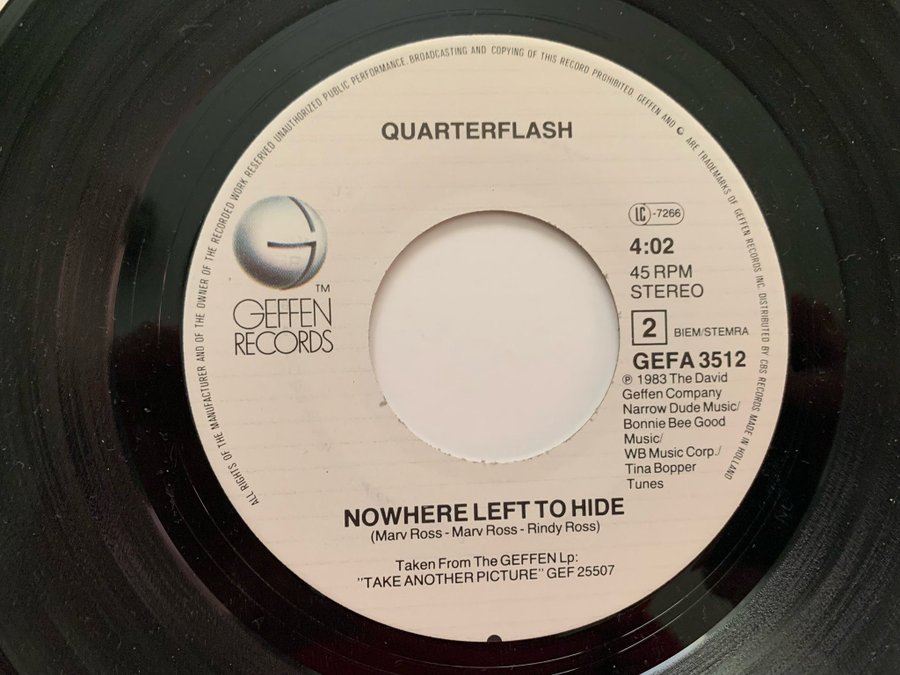 ALL RIGHTS OF THE MANUFACTURER AND OF THE OWNER OF THE RECORDED WORK RESERVED UNAUTHORIZED PUBLIC PERFORMANCE, BROADCASTING AND COPYING OF THIS RECORD PROHIBITED. GEFFEN AND G ARE TRADEMARKS OF GEFFEN RECORDS INC. DISTRIBUTED BY CBS RECORDS MADE IN HOLLAND
QUARTERFLASH
TM
GEFFEN
RECORDS
LC-7266
4:02
45 RPM
STEREO
2 BIEM/STEMRA
GEFA 3512
℗ 1983 The David
Geffen Company
Narrow Dude Music/
Bonnie Bee Good
Music/
WB Music Corp./
Tina Bopper
Tunes
NOWHERE LEFT TO HIDE
(Marv Ross - Marv Ross - Rindy Ross)
Taken From The GEFFEN Lp:
"TAKE ANOTHER PICTURE" GEF 25507